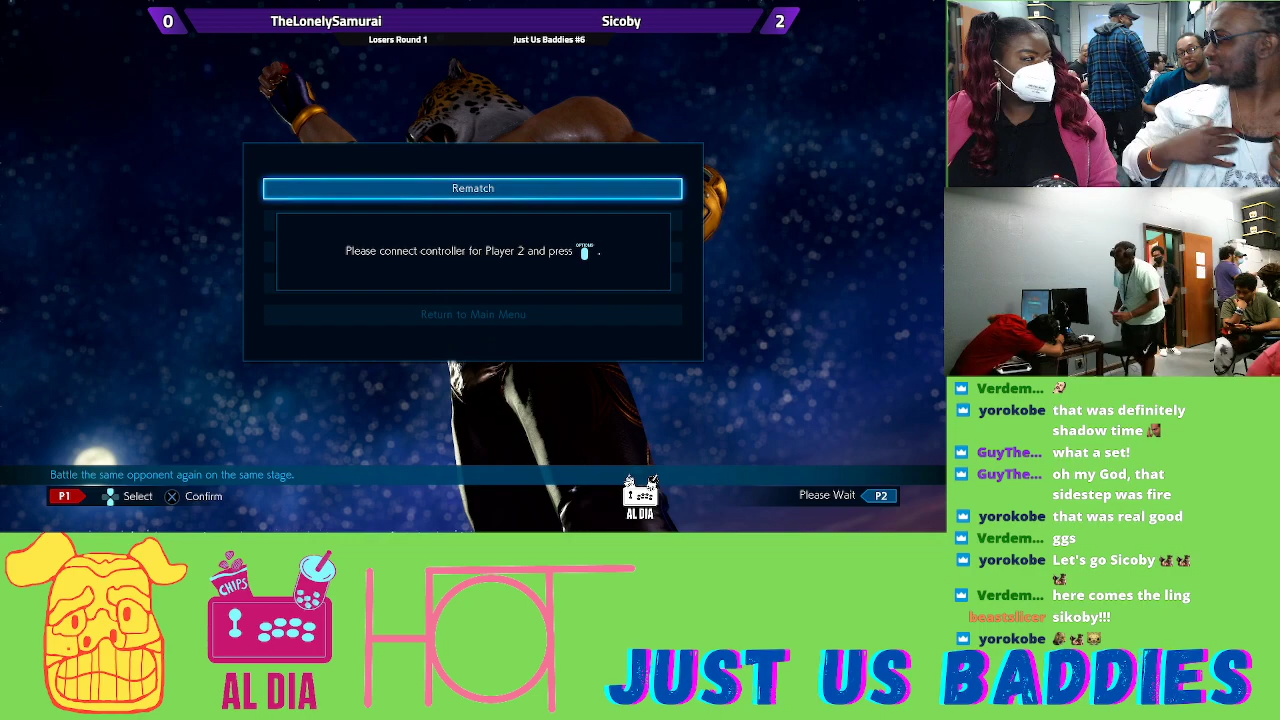 0
TheLonelySamurai
Sicoby
2
Losers Round 1
Just Us Baddies #6
Rematch
Please connect controller for Player 2 and press OPTIONS .
Return to Main Menu
Battle the same opponent again on the same stage.
P1 Select Confirm
Please Wait P2
AL DIA
Verdem...
yorokobe that was definitely
shadow time
GuyThe... what a set!
GuyThe... oh my God, that
sidestep was fire
yorokobe that was real good
Verdem... ggs
yorokobe Let's go Sicoby
Verdem... here comes the ling
beastslicer sikoby!!!
yorokobe
CHIPS
AL DIA
HOT
JUST US BADDIES